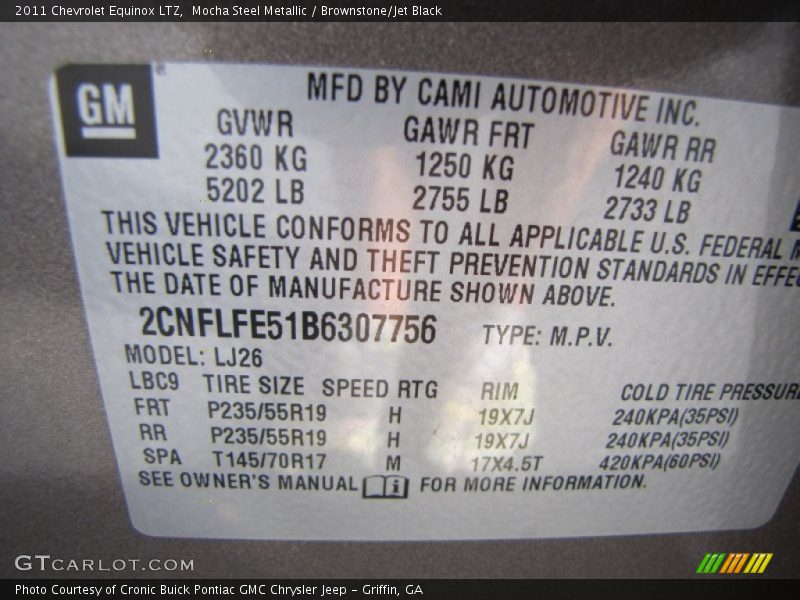 2011 Chevrolet Equinox LTZ,  Mocha Steel Metallic / Brownstone/Jet Black
GM
MFD BY CAMI AUTOMOTIVE INC.
GVWR GAWR FRT GAWR RR
2360 KG 1250 KG 1240 KG
5202 LB 2755 LB 2733 LB
THIS VEHICLE CONFORMS TO ALL APPLICABLE U.S. FEDERAL
VEHICLE SAFETY AND THEFT PREVENTION STANDARDS IN EFFE
THE DATE OF MANUFACTURE SHOWN ABOVE.
2CNFLFE51B6307756 TYPE: M.P.V.
MODEL: LJ26
LBC9 TIRE SIZE SPEED RTG RIM COLD TIRE PRESSUR
FRT P235/55R19 H 19X7J 240KPA(35PSI)
RR P235/55R19 H 19X7J 240KPA(35PSI)
SPA T145/70R17 M 17X4.5T 420KPA(60PSI)
SEE OWNER'S MANUAL i FOR MORE INFORMATION.
GTCARLOT.COM
Photo Courtesy of Cronic Buick Pontiac GMC Chrysler Jeep - Griffin, GA